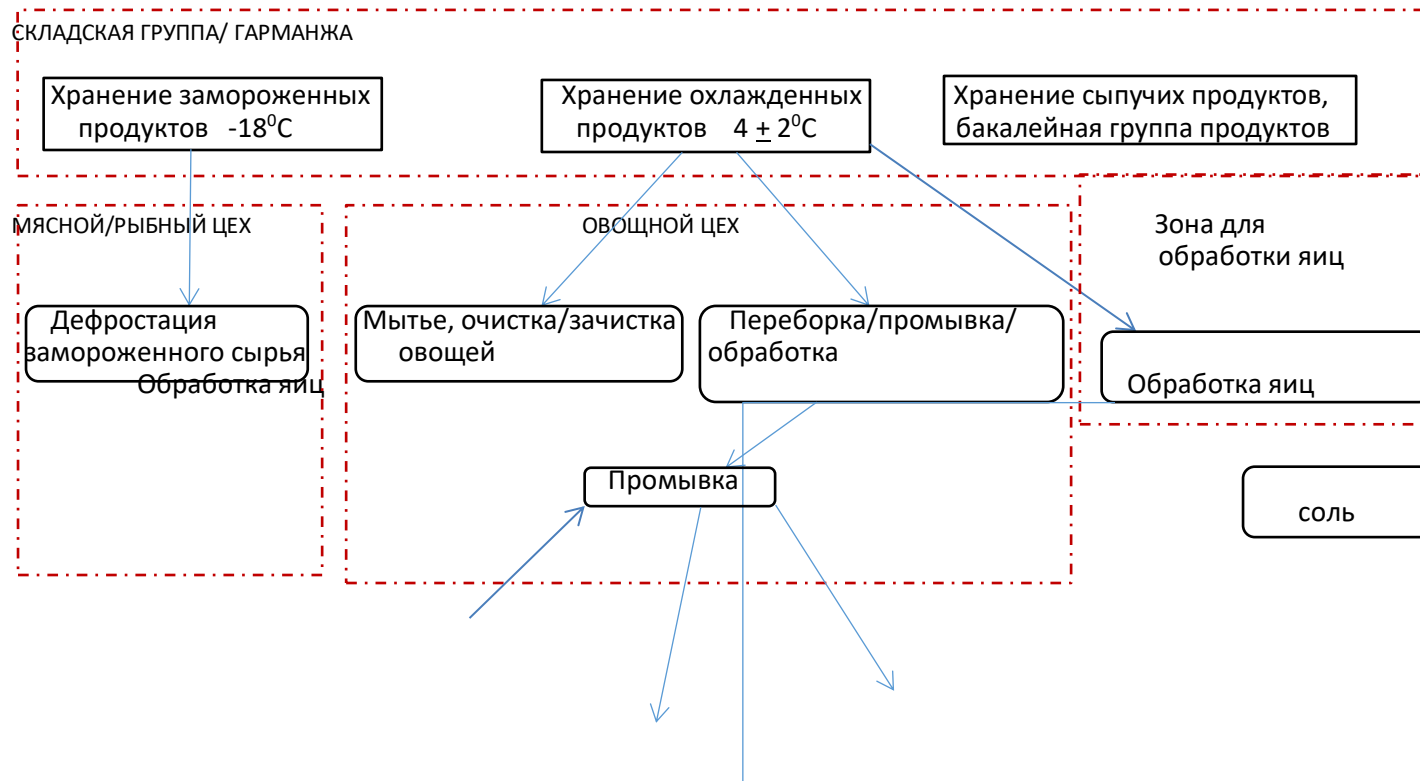 СКЛАДСКАЯ ГРУППА/ ГАРМАНЖА
Хранение замороженных
продуктов -18⁰С
Хранение охлажденных
продуктов 4 + 2⁰С
Хранение сыпучих продуктов,
бакалейная группа продуктов
МЯСНОЙ/РЫБНЫЙ ЦЕХ
ОВОЩНОЙ ЦЕХ
Зона для
обработки яиц
Дефростация
замороженного сырья
Обработка яиц
Мытье, очистка/зачистка
овощей
Переборка/промывка/
обработка
Обработка яиц
Промывка
соль